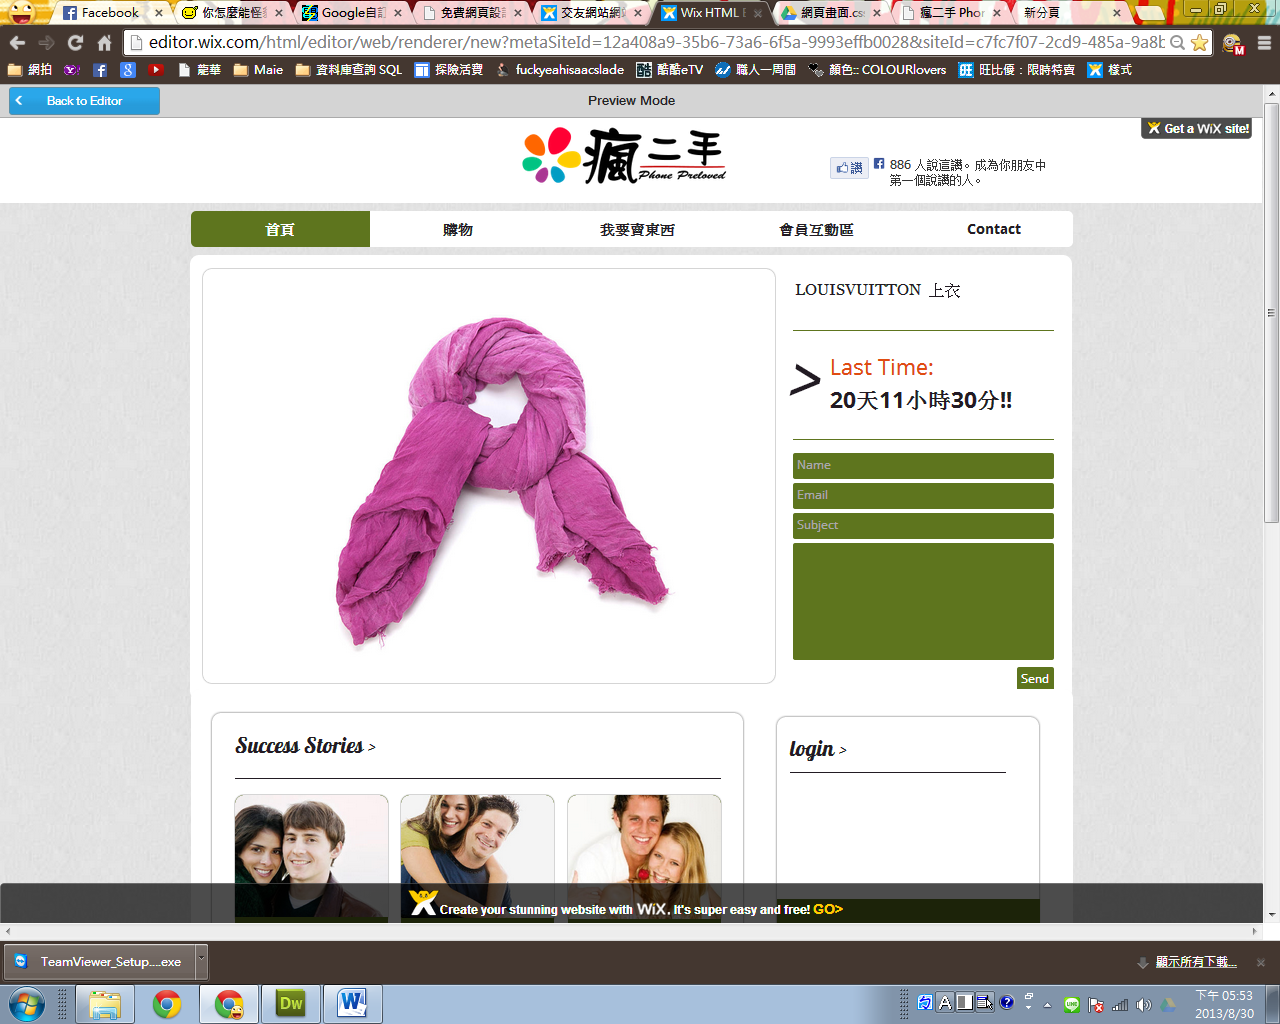 Facebook
你怎麼能怪
Google自訂
免費網頁設計
交友網站網
Wix HTML E
網頁畫面.cs
瘋二手 Phon
新分頁
editor.wix.com/html/editor/web/renderer/new?metaSiteId=12a408a9-35b6-73a6-6f5a-9993effb0028&siteId=c7fc7f07-2cd9-485a-9a8b
網拍
龍華
Maie
資料庫查詢 SQL
探險活寶
fuckyeahisaacslade
酷酷eTV
職人一周間
顏色:: COLOURlovers
旺比優：限時特賣
樣式
Back to Editor
Preview Mode
Get a WiX site!
瘋二手
Phone Preloved
讚
886 人說這讚。成為你朋友中
第一個說讚的人。
首頁
購物
我要賣東西
會員互動區
Contact
LOUISVUITTON 上衣
>
Last Time:
20天11小時30分!!
Name
Email
Subject
Send
Success Stories >
login >
Create your stunning website with WiX. It's super easy and free! GO>
TeamViewer_Setup....exe
顯示所有下載...
Dw
下午 05:53
2013/8/30